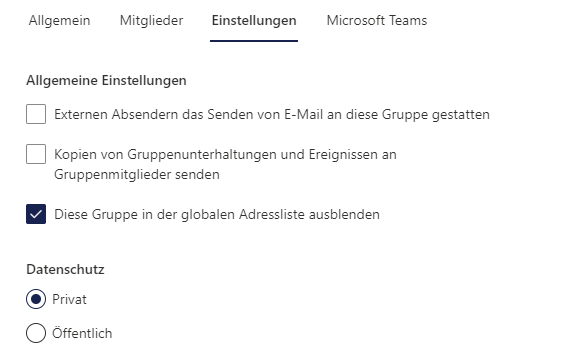 Allgemein Mitglieder Einstellungen Microsoft Teams
Allgemeine Einstellungen
Externen Absendern das Senden von E-Mail an diese Gruppe gestatten
Kopien von Gruppenunterhaltungen und Ereignissen an
Gruppenmitglieder senden
Diese Gruppe in der globalen Adressliste ausblenden
Datenschutz
Privat
Öffentlich